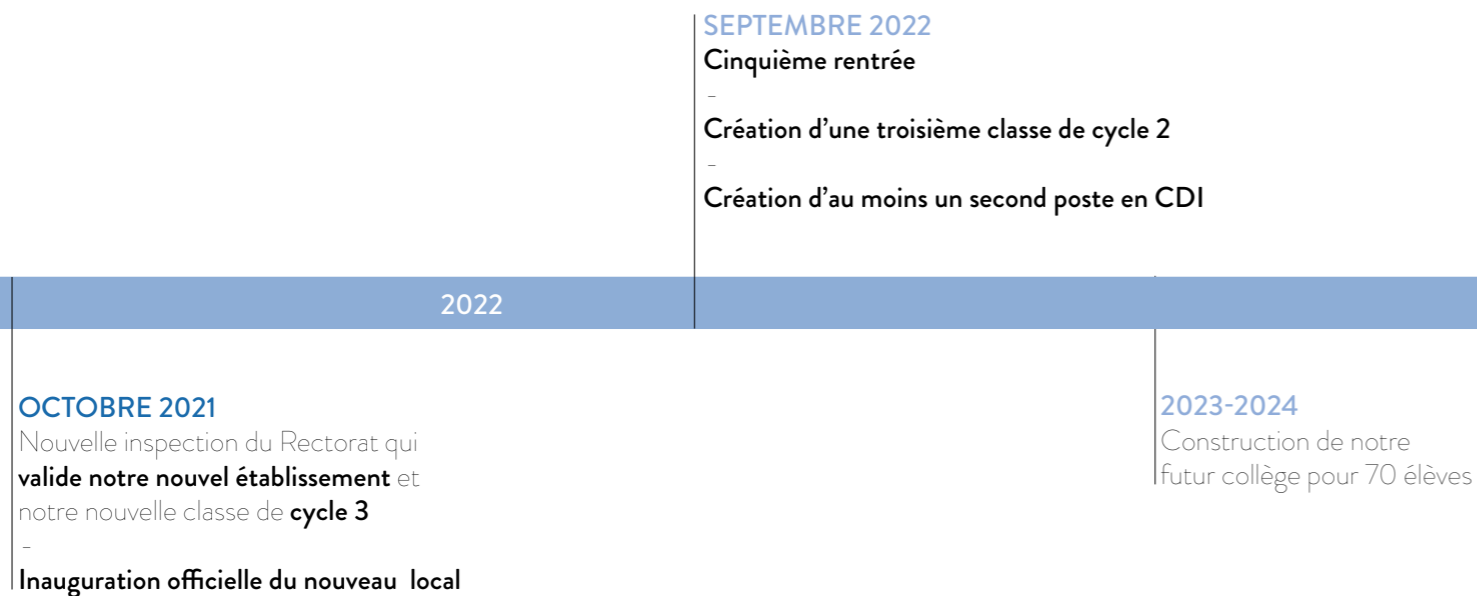 SEPTEMBRE 2022
Cinquième rentrée
-
Création d’une troisième classe de cycle 2
-
Création d’au moins un second poste en CDI
2022
OCTOBRE 2021
Nouvelle inspection du Rectorat qui
valide notre nouvel établissement et
notre nouvelle classe de cycle 3
-
Inauguration officielle du nouveau local
2023-2024
Construction de notre
futur collège pour 70 élèves